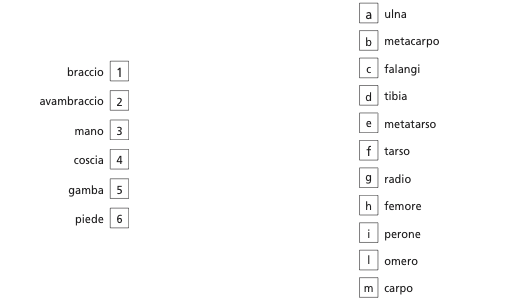 braccio 1
avambraccio 2
mano 3
coscia 4
gamba 5
piede 6
a ulna
b metacarpo
c falangi
d tibia
e metatarso
f tarso
g radio
h femore
i perone
l omero
m carpo